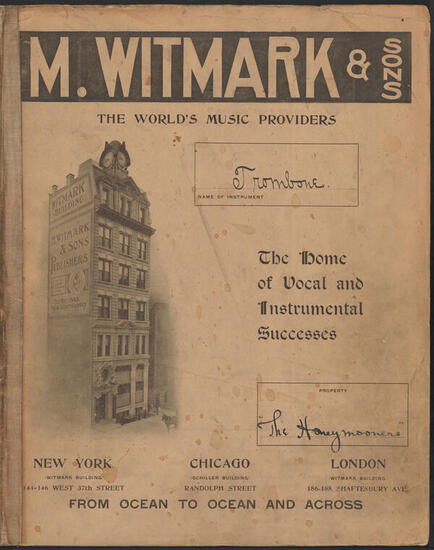 M. WITMARK & SONS
THE WORLD'S MUSIC PROVIDERS
Trombone.
NAME OF INSTRUMENT
WITMARK
BUILDING
M. WITMARK
& SONS
PUBLISHERS
The Home
of Vocal and
Instrumental
Successes
PROPERTY
"The Honeymooners"
NEW YORK CHICAGO LONDON
WITMARK BUILDING SCHILLER BUILDING WITMARK BUILDING
144-146 WEST 37th STREET RANDOLPH STREET 186-188 SHAFTESBURY AVE.
FROM OCEAN TO OCEAN AND ACROSS